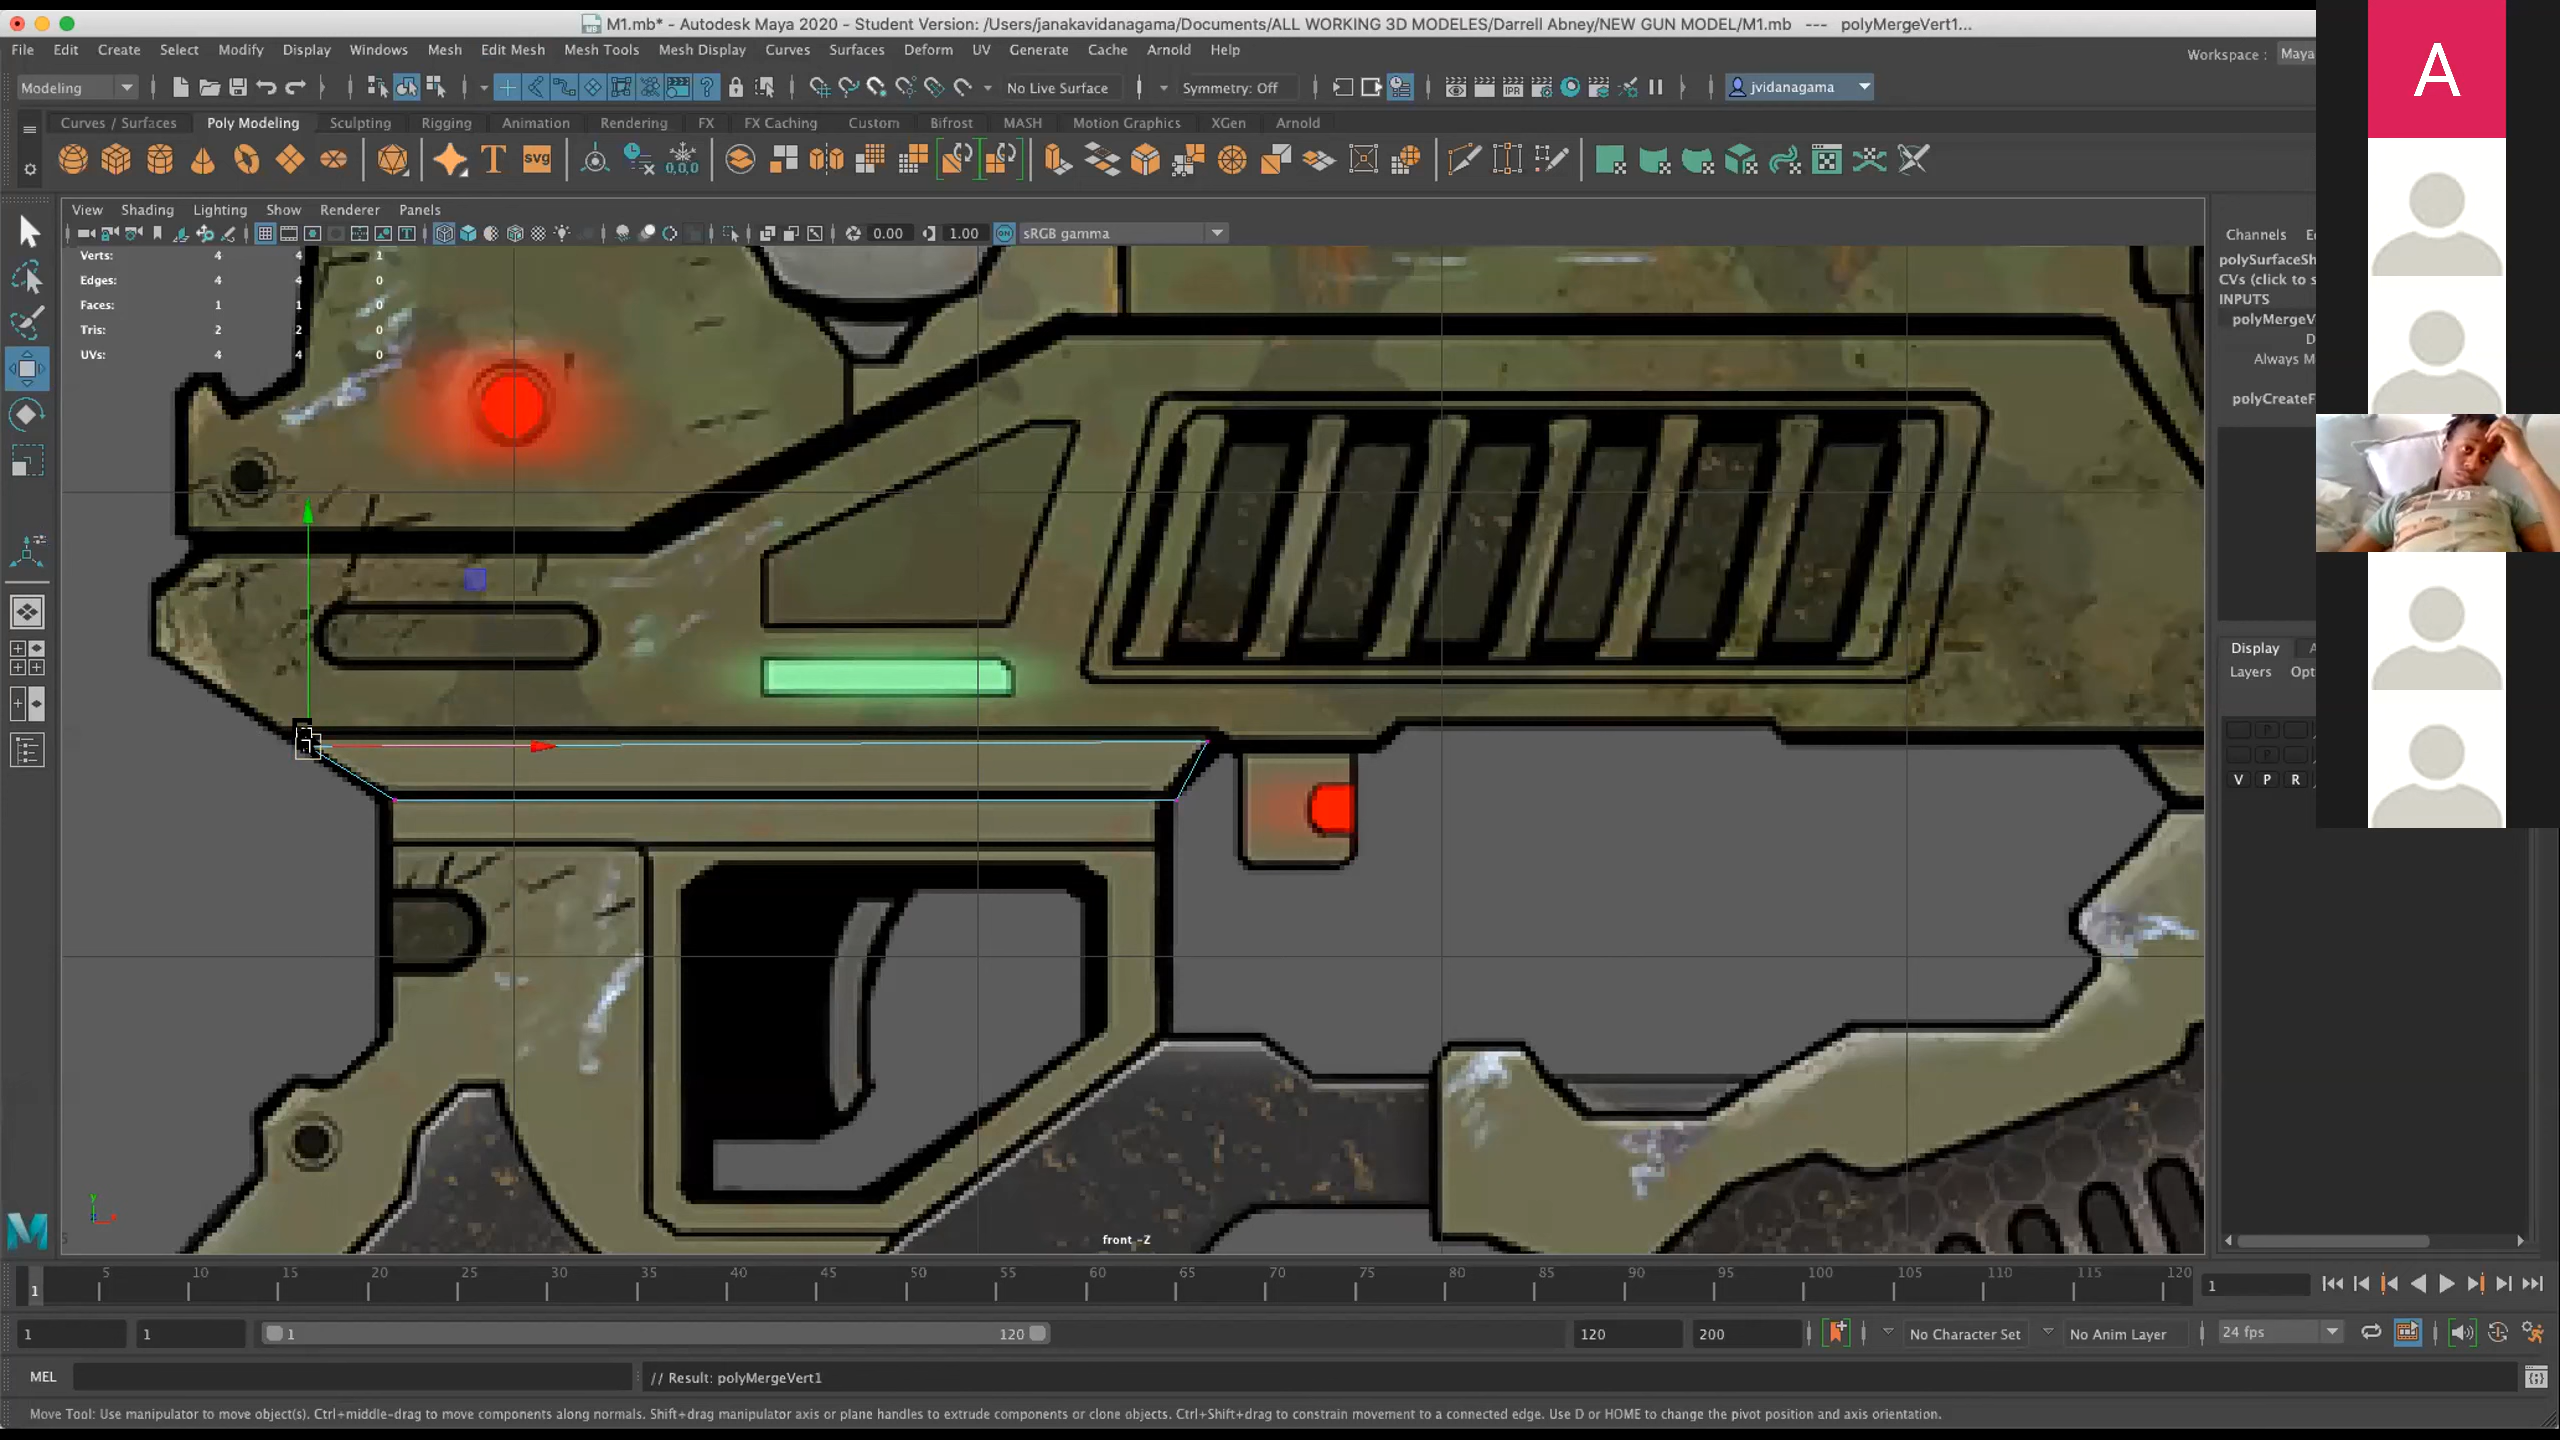 M1.mb* - Autodesk Maya 2020 - Student Version: /Users/janakavidanagama/Documents/ALL WORKING 3D MODELES/Darrell Abney/NEW GUN MODEL/M1.mb --- polyMergeVert1...
File Edit Create Select Modify Display Windows Mesh Edit Mesh Mesh Tools Mesh Display Curves Surfaces Deform UV Generate Cache Arnold Help
Workspace : Maya
Modeling No Live Surface Symmetry: Off IPR jvidanagama
Curves / Surfaces Poly Modeling Sculpting Rigging Animation Rendering FX FX Caching Custom Bifrost MASH Motion Graphics XGen Arnold
T svg 0,0,0
View Shading Lighting Show Renderer Panels
0.00 ON 1.00 sRGB gamma
Verts: 4 4 1
Edges: 4 4 0
Faces: 1 1 0
Tris: 2 2 0
UVs: 4 4 0
Channels
polySurfaceSh
CVs (click to s
INPUTS
polyMergeV
D
Always M
polyCreateF
A
Display
Layers Opt
P
P
V P R
y
front -Z
M
5 10 15 20 25 30 35 40 45 50 55 60 65 70 75 80 85 90 95 100 105 110 115 120
1 1
1 1 1 120 120 200 No Character Set No Anim Layer 24 fps
MEL // Result: polyMergeVert1
Move Tool: Use manipulator to move object(s). Ctrl+middle-drag to move components along normals. Shift+drag manipulator axis or plane handles to extrude components or clone objects. Ctrl+Shift+drag to constrain movement to a connected edge. Use D or HOME to change the pivot position and axis orientation.